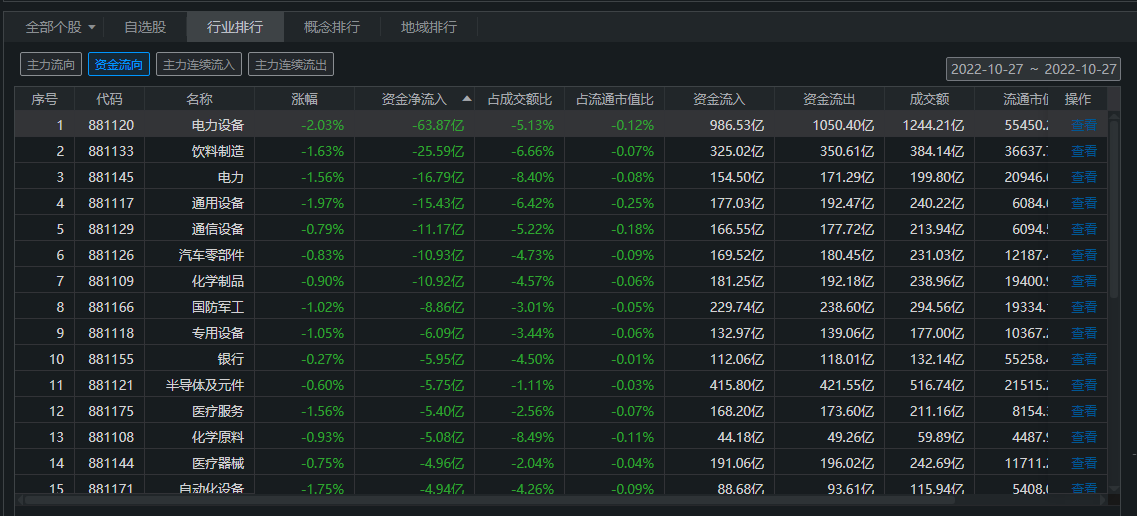 全部个股 自选股 行业排行 概念排行 地域排行
主力流向 资金流向 主力连续流入 主力连续流出
2022-10-27 ~ 2022-10-27
序号 代码 名称 涨幅 资金净流入 占成交额比 占流通市值比 资金流入 资金流出 成交额 流通市值 操作
1 881120 电力设备 -2.03% -63.87亿 -5.13% -0.12% 986.53亿 1050.40亿 1244.21亿 55450.2 查看
2 881133 饮料制造 -1.63% -25.59亿 -6.66% -0.07% 325.02亿 350.61亿 384.14亿 36637. 查看
3 881145 电力 -1.56% -16.79亿 -8.40% -0.08% 154.50亿 171.29亿 199.80亿 20946. 查看
4 881117 通用设备 -1.97% -15.43亿 -6.42% -0.25% 177.03亿 192.47亿 240.22亿 6084. 查看
5 881129 通信设备 -0.79% -11.17亿 -5.22% -0.18% 166.55亿 177.72亿 213.94亿 6094. 查看
6 881126 汽车零部件 -0.83% -10.93亿 -4.73% -0.09% 169.52亿 180.45亿 231.03亿 12187. 查看
7 881109 化学制品 -0.90% -10.92亿 -4.57% -0.06% 181.25亿 192.18亿 238.96亿 19400. 查看
8 881166 国防军工 -1.02% -8.86亿 -3.01% -0.05% 229.74亿 238.60亿 294.56亿 19334. 查看
9 881118 专用设备 -1.05% -6.09亿 -3.44% -0.06% 132.97亿 139.06亿 177.00亿 10367.2 查看
10 881155 银行 -0.27% -5.95亿 -4.50% -0.01% 112.06亿 118.01亿 132.14亿 55258. 查看
11 881121 半导体及元件 -0.60% -5.75亿 -1.11% -0.03% 415.80亿 421.55亿 516.74亿 21515.2 查看
12 881175 医疗服务 -1.56% -5.40亿 -2.56% -0.07% 168.20亿 173.60亿 211.16亿 8154. 查看
13 881108 化学原料 -0.93% -5.08亿 -8.49% -0.11% 44.18亿 49.26亿 59.89亿 4487. 查看
14 881144 医疗器械 -0.75% -4.96亿 -2.04% -0.04% 191.06亿 196.02亿 242.69亿 11711.2 查看
15 881171 自动化设备 -1.75% -4.94亿 -4.26% -0.09% 88.68亿 93.61亿 115.94亿 5408. 查看